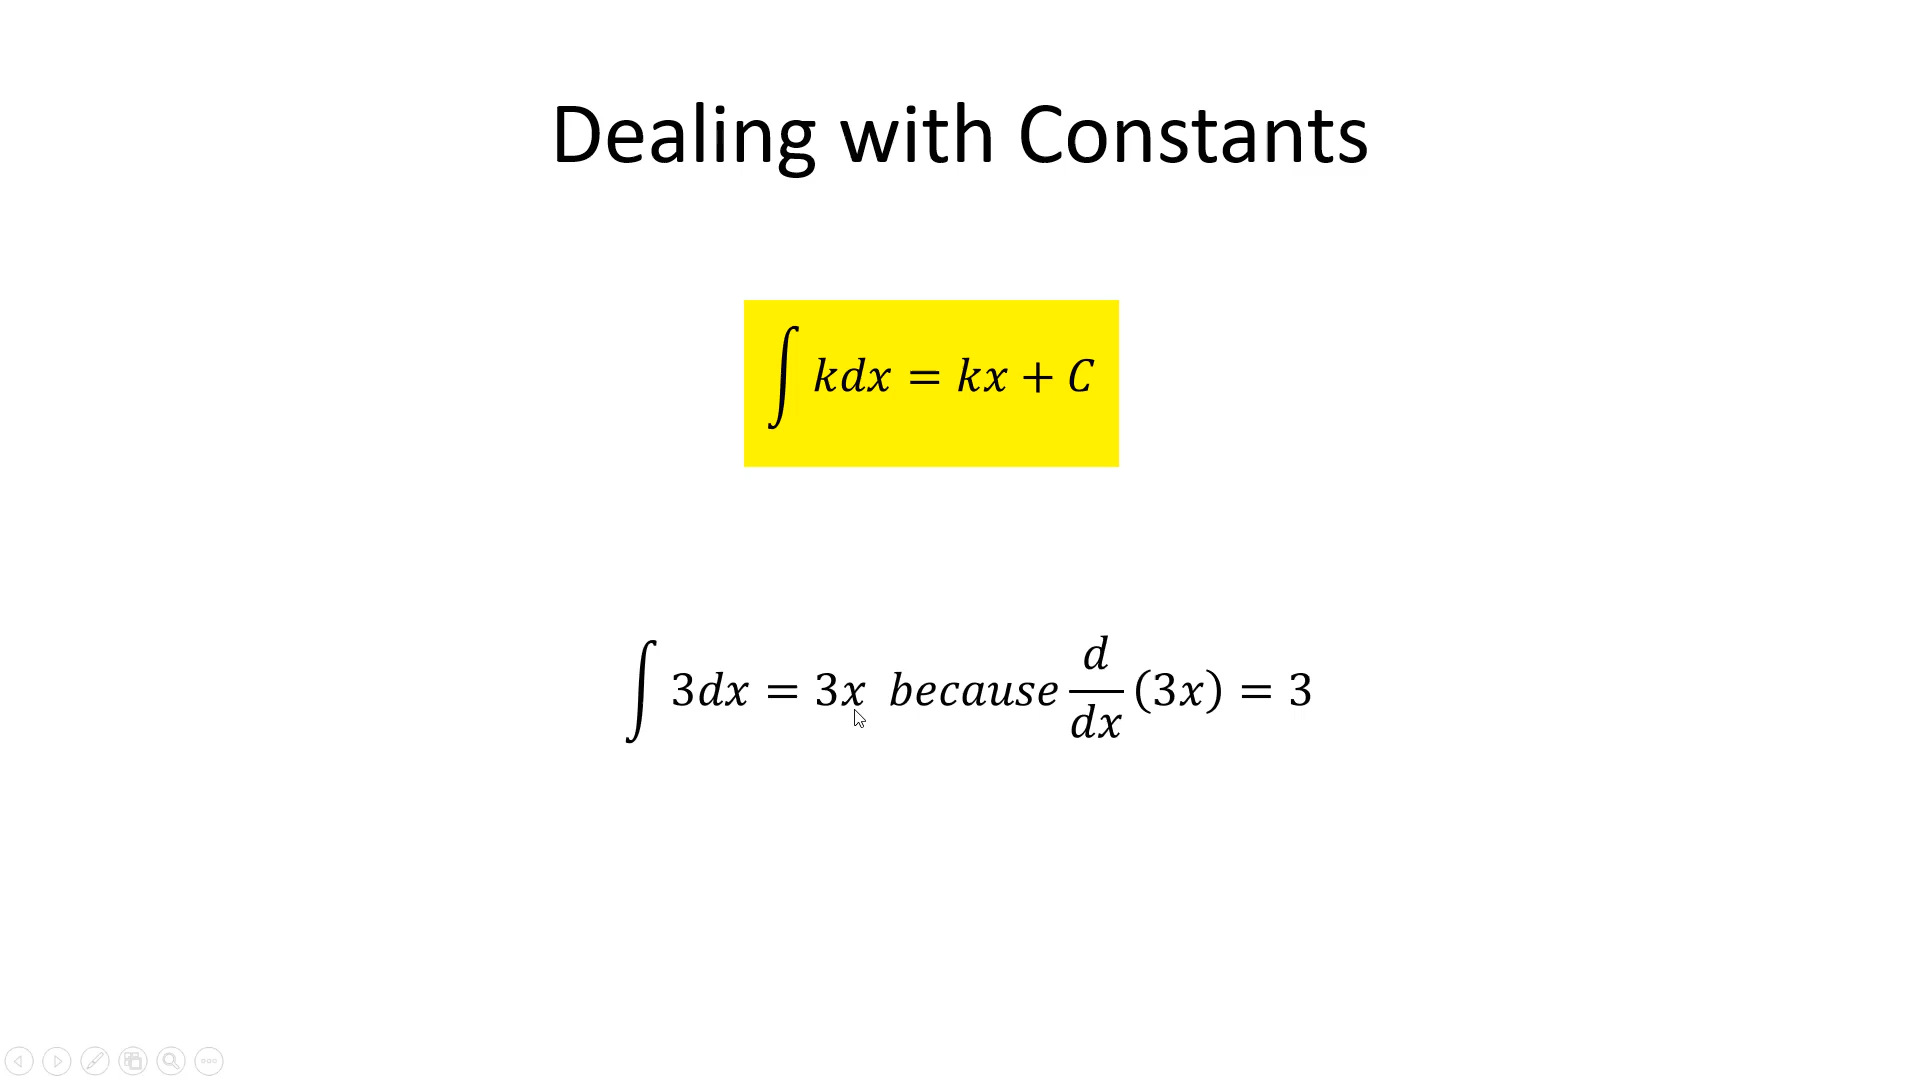 Dealing with Constants
∫ kdx = kx + C
∫ 3dx = 3x because d/dx (3x) = 3